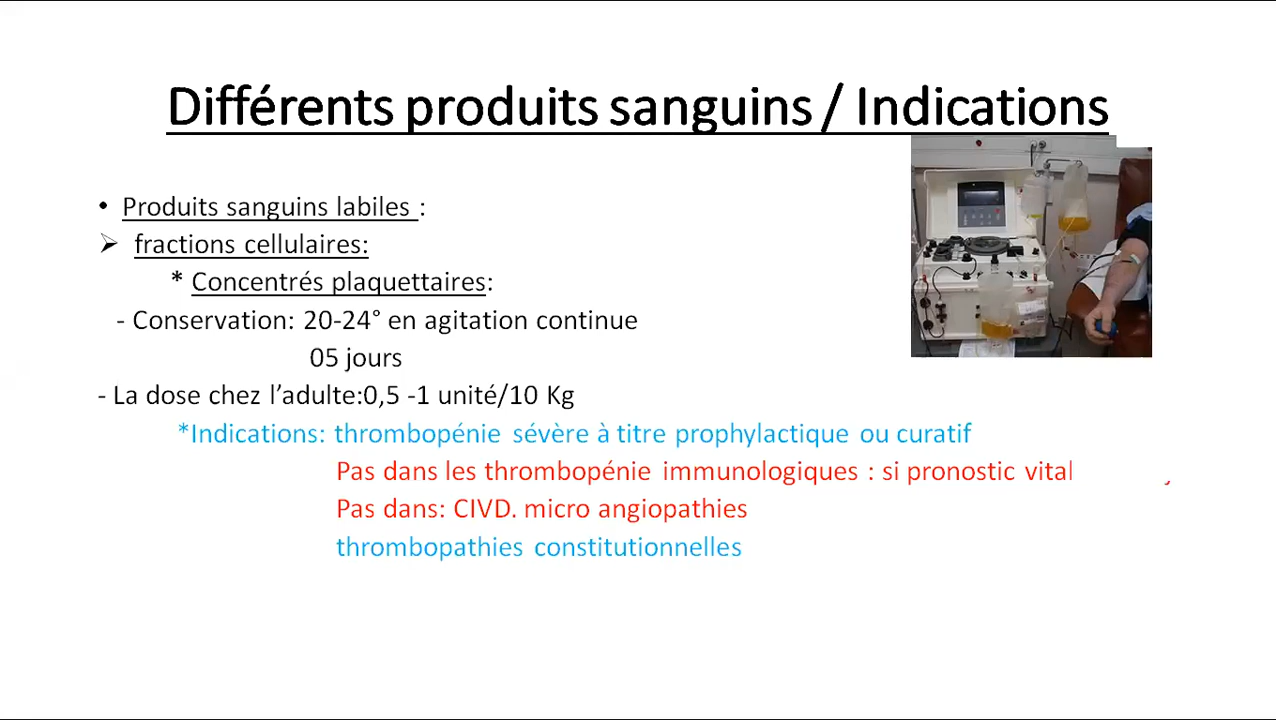 Différents produits sanguins / Indications
• Produits sanguins labiles :
➢ fractions cellulaires:
* Concentrés plaquettaires:
- Conservation: 20-24° en agitation continue
05 jours
- La dose chez l’adulte:0,5 -1 unité/10 Kg
*Indications: thrombopénie sévère à titre prophylactique ou curatif
Pas dans les thrombopénie immunologiques : si pronostic vital
Pas dans: CIVD. micro angiopathies
thrombopathies constitutionnelles